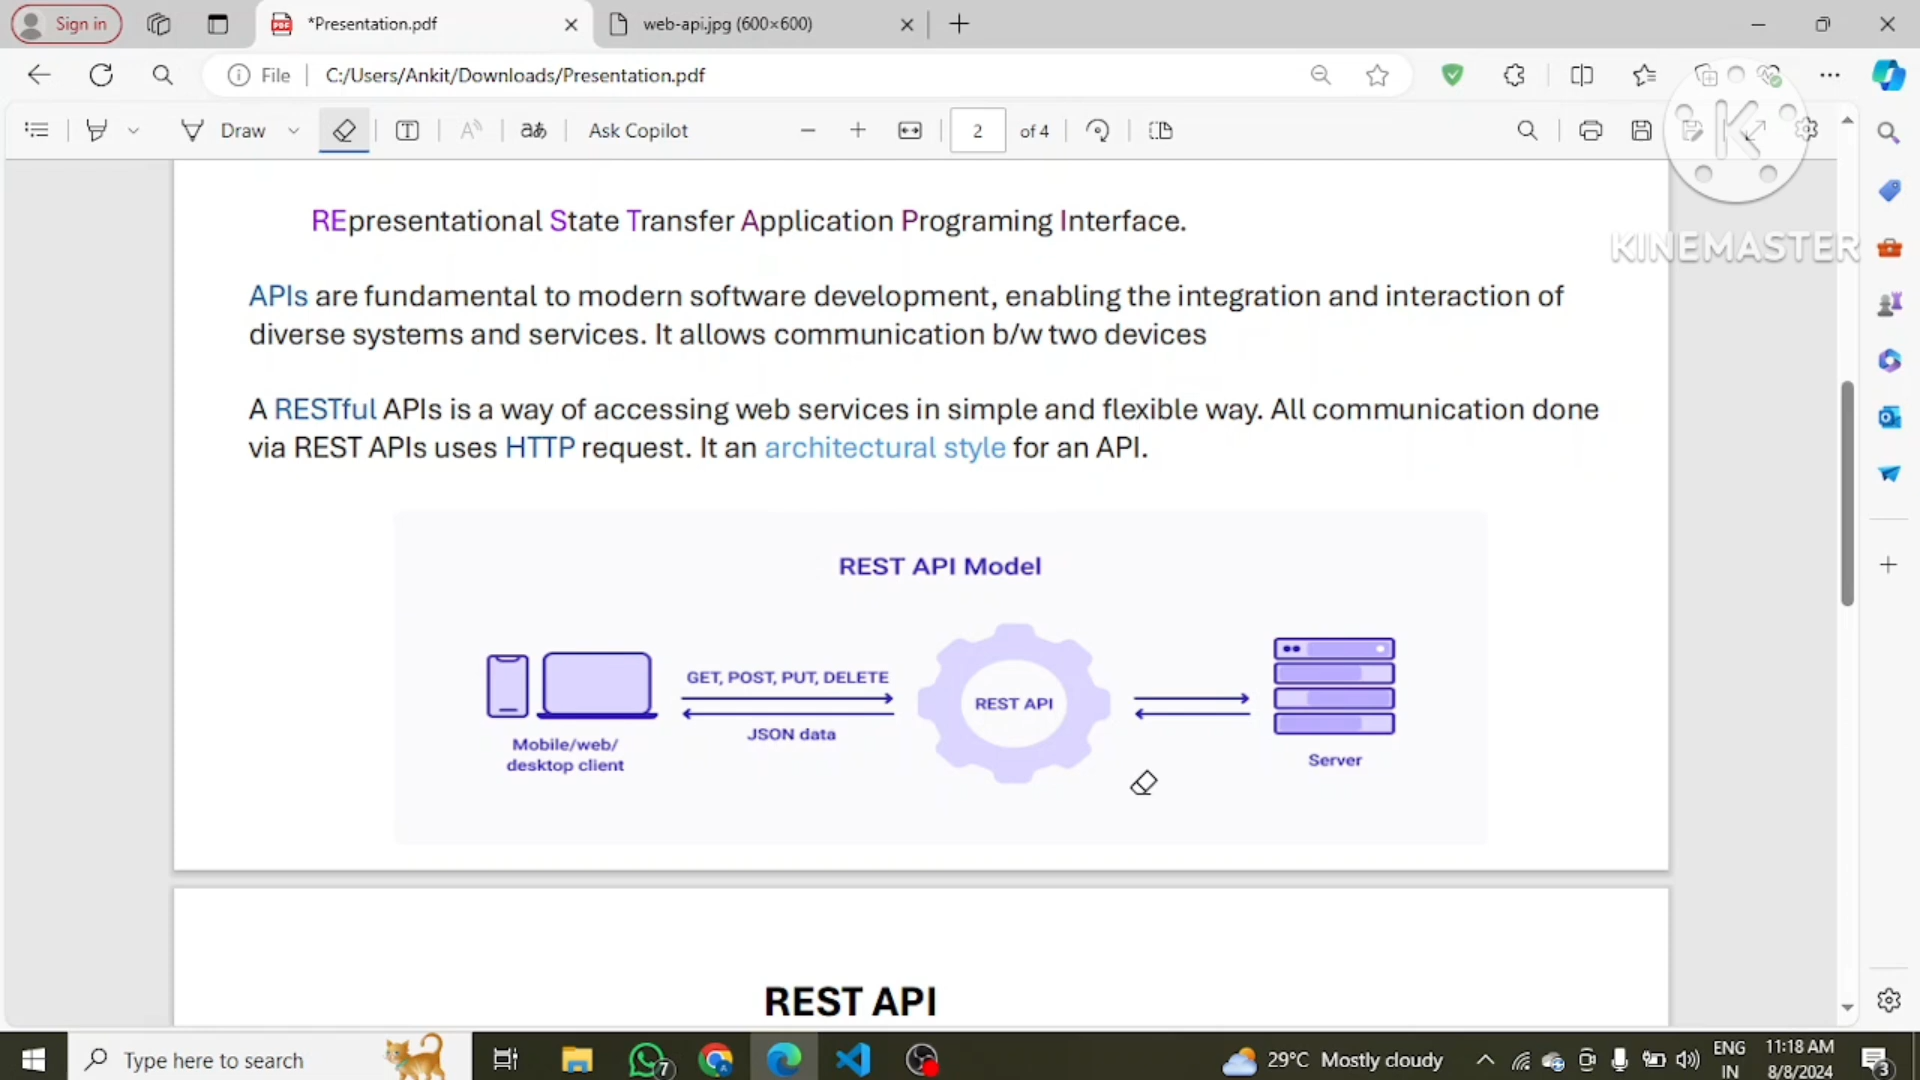 Sign in
*Presentation.pdf
web-api.jpg (600×600)
File
C:/Users/Ankit/Downloads/Presentation.pdf
Draw
Ask Copilot
2
of 4
KINEMASTER
REpresentational State Transfer Application Programing Interface.
APIs are fundamental to modern software development, enabling the integration and interaction of
diverse systems and services. It allows communication b/w two devices
A RESTful APIs is a way of accessing web services in simple and flexible way. All communication done
via REST APIs uses HTTP request. It an architectural style for an API.
REST API Model
GET, POST, PUT, DELETE
REST API
JSON data
Mobile/web/
desktop client
Server
REST API
Type here to search
7
29°C Mostly cloudy
ENG
IN
11:18 AM
8/8/2024
3